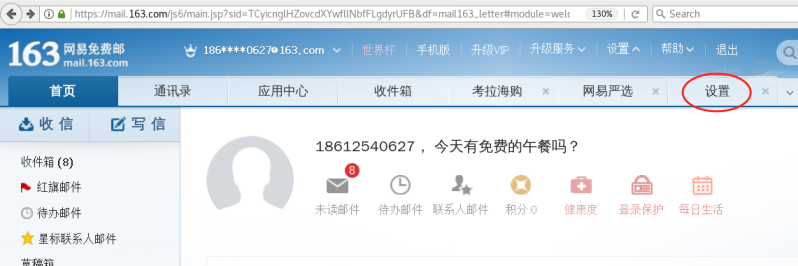 https://mail.163.com/js6/main.jsp?sid=TCyicnglHZovcdXYwfllNbfFLgdyrUFB&df=mail163_letter#module=welc 130% Search
163 网易免费邮 mail.163.com 186****0627@163.com 世界杯 手机版 升级VIP 升级服务 设置 帮助 退出
首页 通讯录 应用中心 收件箱 考拉海购 × 网易严选 × 设置 ×
收信 写信
18612540627， 今天有免费的午餐吗？
收件箱 (8)
红旗邮件
待办邮件
星标联系人邮件
草稿箱
8
未读邮件 待办邮件 联系人邮件 积分:0 健康度 登录保护 每日生活